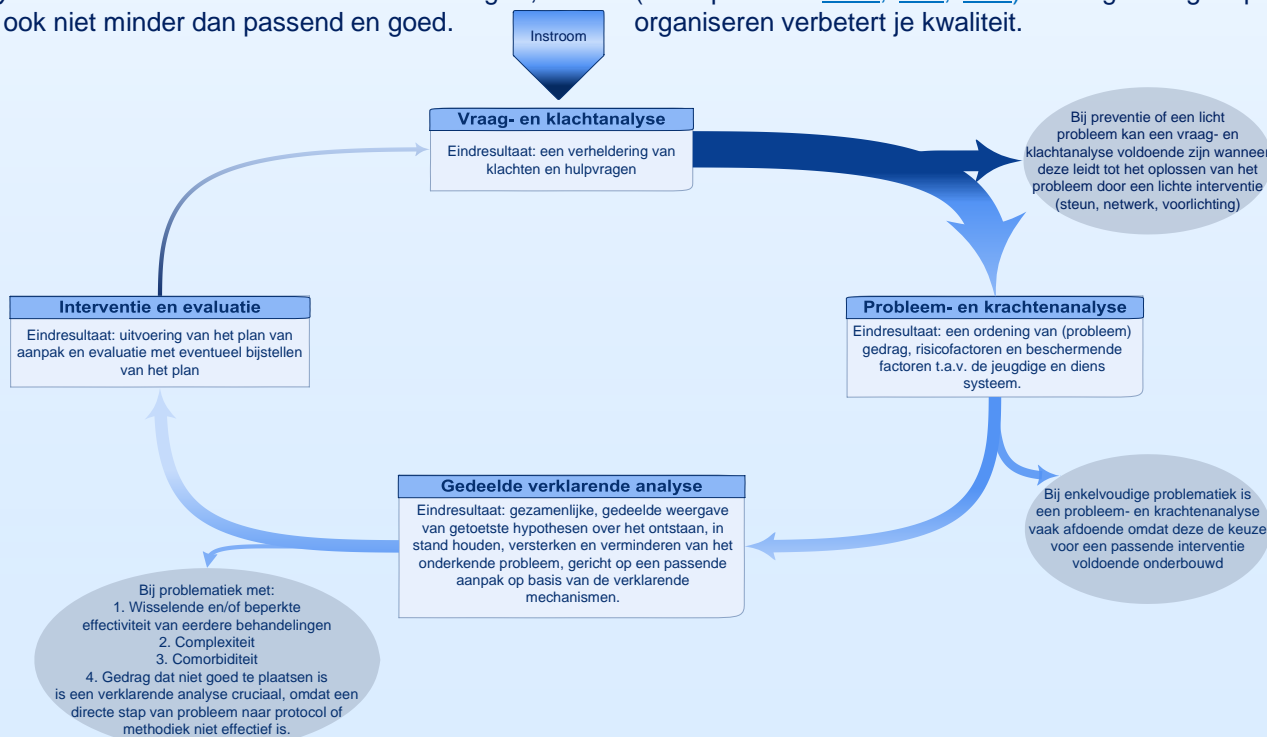 ook niet minder dan passend en goed.
organiseren verbetert je kwaliteit.
Instroom
Vraag- en klachtanalyse
Eindresultaat: een verheldering van
klachten en hulpvragen
Bij preventie of een licht
probleem kan een vraag- en
klachtanalyse voldoende zijn wanneer
deze leidt tot het oplossen van het
probleem door een lichte interventie
(steun, netwerk, voorlichting)
Interventie en evaluatie
Eindresultaat: uitvoering van het plan van
aanpak en evaluatie met eventueel bijstellen
van het plan
Probleem- en krachtenanalyse
Eindresultaat: een ordening van (probleem)
gedrag, risicofactoren en beschermende
factoren t.a.v. de jeugdige en diens
systeem.
Gedeelde verklarende analyse
Eindresultaat: gezamenlijke, gedeelde weergave
van getoetste hypothesen over het ontstaan, in
stand houden, versterken en verminderen van het
onderkende probleem, gericht op een passende
aanpak op basis van de verklarende
mechanismen.
Bij enkelvoudige problematiek is
een probleem- en krachtenanalyse
vaak afdoende omdat deze de keuze
voor een passende interventie
voldoende onderbouwd
Bij problematiek met:
1. Wisselende en/of beperkte
effectiviteit van eerdere behandelingen
2. Complexiteit
3. Comorbiditeit
4. Gedrag dat niet goed te plaatsen is
is een verklarende analyse cruciaal, omdat een
directe stap van probleem naar protocol of
methodiek niet effectief is.